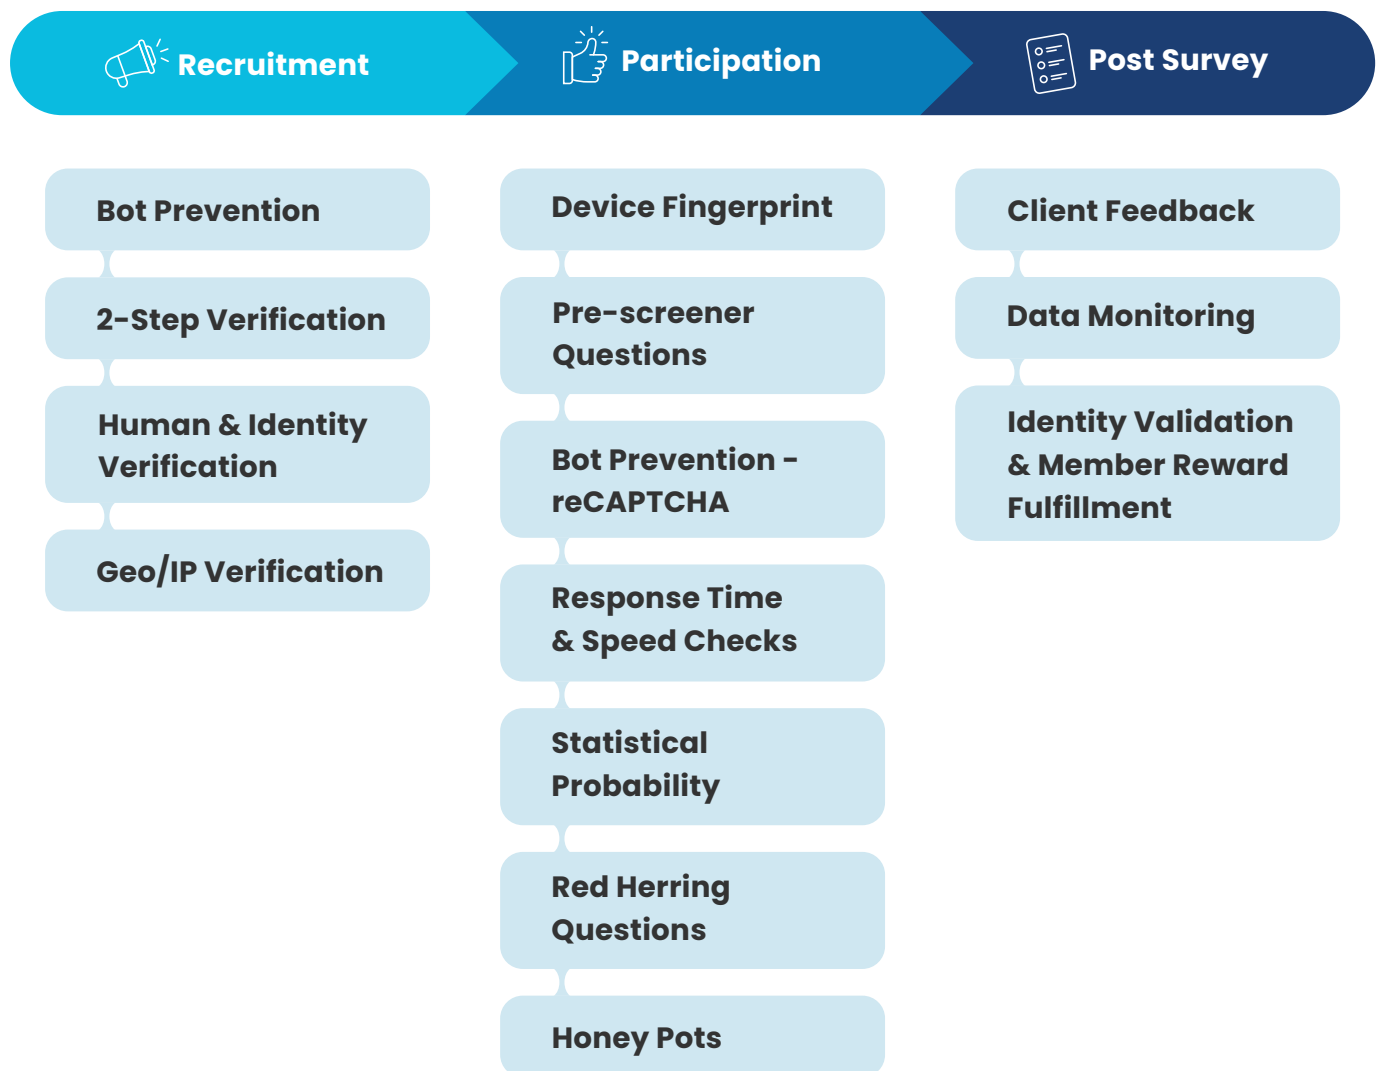 Recruitment
Participation
Post Survey
Bot Prevention
2-Step Verification
Human & Identity
Verification
Geo/IP Verification
Device Fingerprint
Pre-screener
Questions
Bot Prevention -
reCAPTCHA
Response Time
& Speed Checks
Statistical
Probability
Red Herring
Questions
Honey Pots
Client Feedback
Data Monitoring
Identity Validation
& Member Reward
Fulfillment